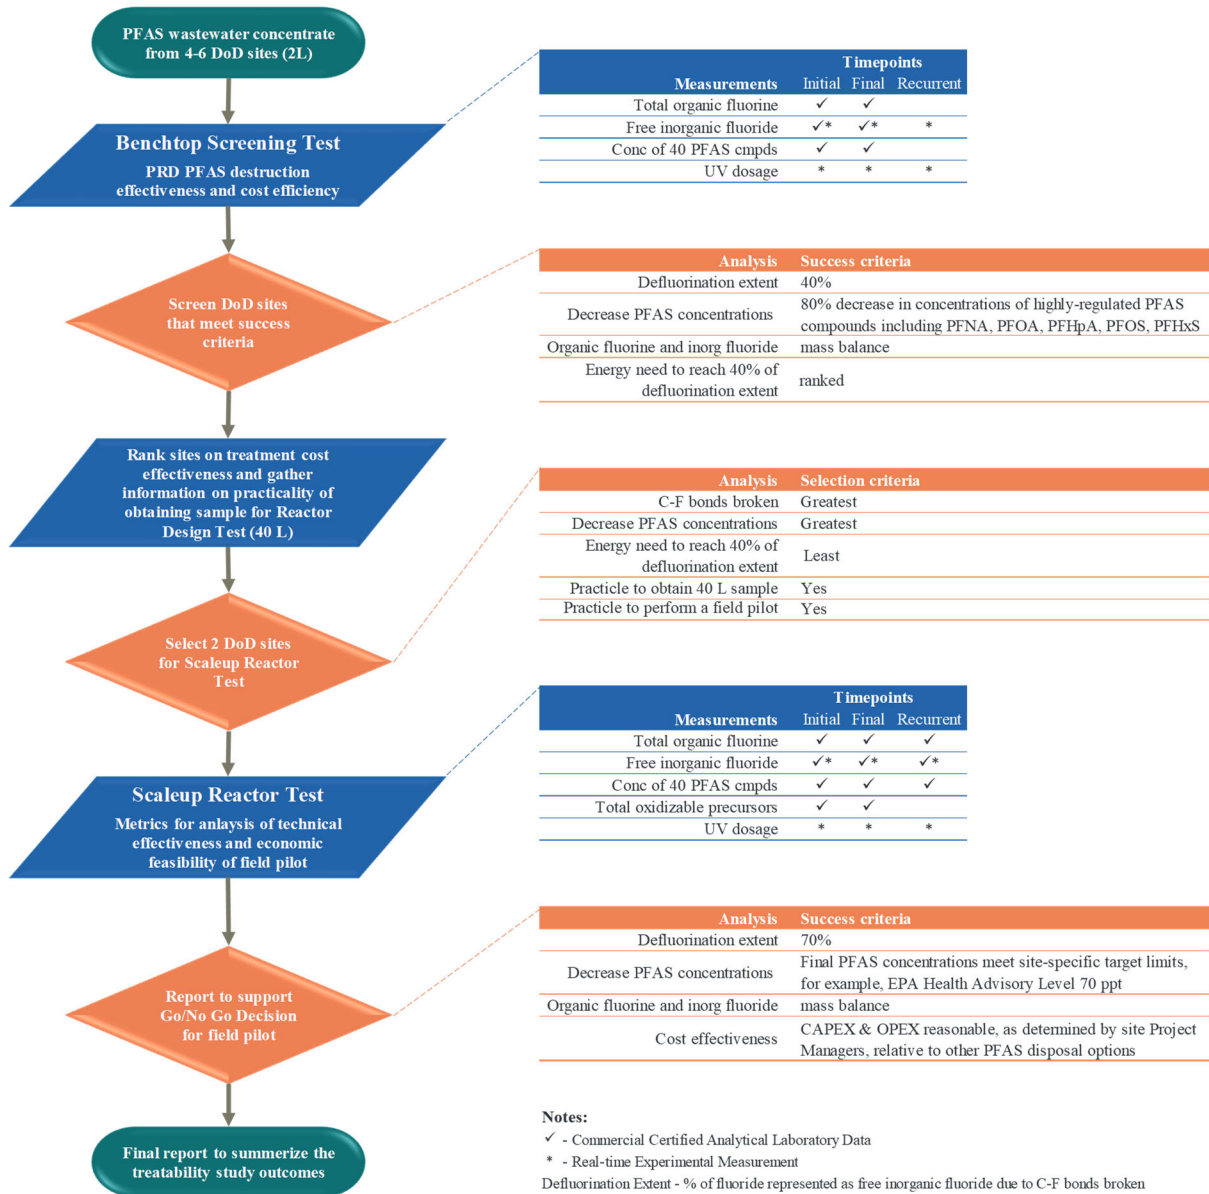 PFAS wastewater concentrate
from 4-6 DoD sites (2L)
Benchtop Screening Test
PRD PFAS destruction
effectiveness and cost efficiency
Timepoints
Measurements Initial Final Recurrent
Total organic fluorine ✓ ✓
Free inorganic fluoride ✓* ✓* *
Conc of 40 PFAS cmpds ✓ ✓
UV dosage * * *
Screen DoD sites
that meet success
criteria
Analysis Success criteria
Defluorination extent 40%
Decrease PFAS concentrations 80% decrease in concentrations of highly-regulated PFAS
compounds including PFNA, PFOA, PFHpA, PFOS, PFHxS
Organic fluorine and inorg fluoride mass balance
Energy need to reach 40% of
defluorination extent ranked
Rank sites on treatment cost
effectiveness and gather
information on practicality of
obtaining sample for Reactor
Design Test (40 L)
Analysis Selection criteria
C-F bonds broken Greatest
Decrease PFAS concentrations Greatest
Energy need to reach 40% of
defluorination extent Least
Practicle to obtain 40 L sample Yes
Practicle to perform a field pilot Yes
Select 2 DoD sites
for Scaleup Reactor
Test
Timepoints
Measurements Initial Final Recurrent
Total organic fluorine ✓ ✓ ✓
Free inorganic fluoride ✓* ✓* ✓*
Conc of 40 PFAS cmpds ✓ ✓ ✓
Total oxidizable precursors ✓ ✓
UV dosage * * *
Scaleup Reactor Test
Metrics for anlaysis of technical
effectiveness and economic
feasibility of field pilot
Analysis Success criteria
Defluorination extent 70%
Decrease PFAS concentrations Final PFAS concentrations meet site-specific target limits,
for example, EPA Health Advisory Level 70 ppt
Organic fluorine and inorg fluoride mass balance
Cost effectiveness CAPEX & OPEX reasonable, as determined by site Project
Managers, relative to other PFAS disposal options
Report to support
Go/No Go Decision
for field pilot
Final report to summerize the
treatability study outcomes
Notes:
✓ - Commercial Certified Analytical Laboratory Data
* - Real-time Experimental Measurement
Defluorination Extent - % of fluoride represented as free inorganic fluoride due to C-F bonds broken